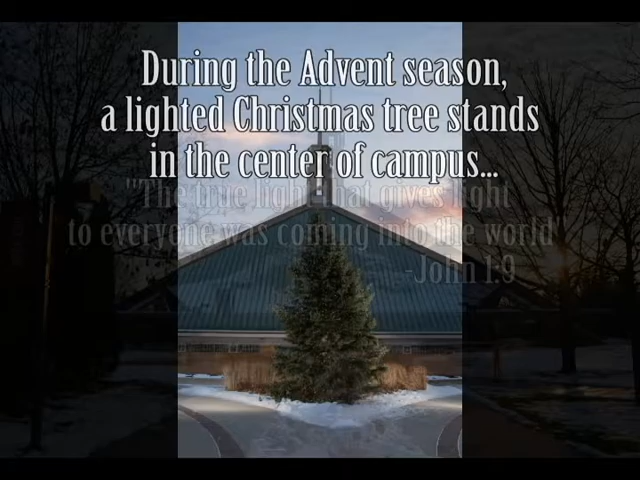 During the Advent season,
a lighted Christmas tree stands
in the center of campus...
"The true light that gives light
to everyone was coming into the world"
-John 1:9